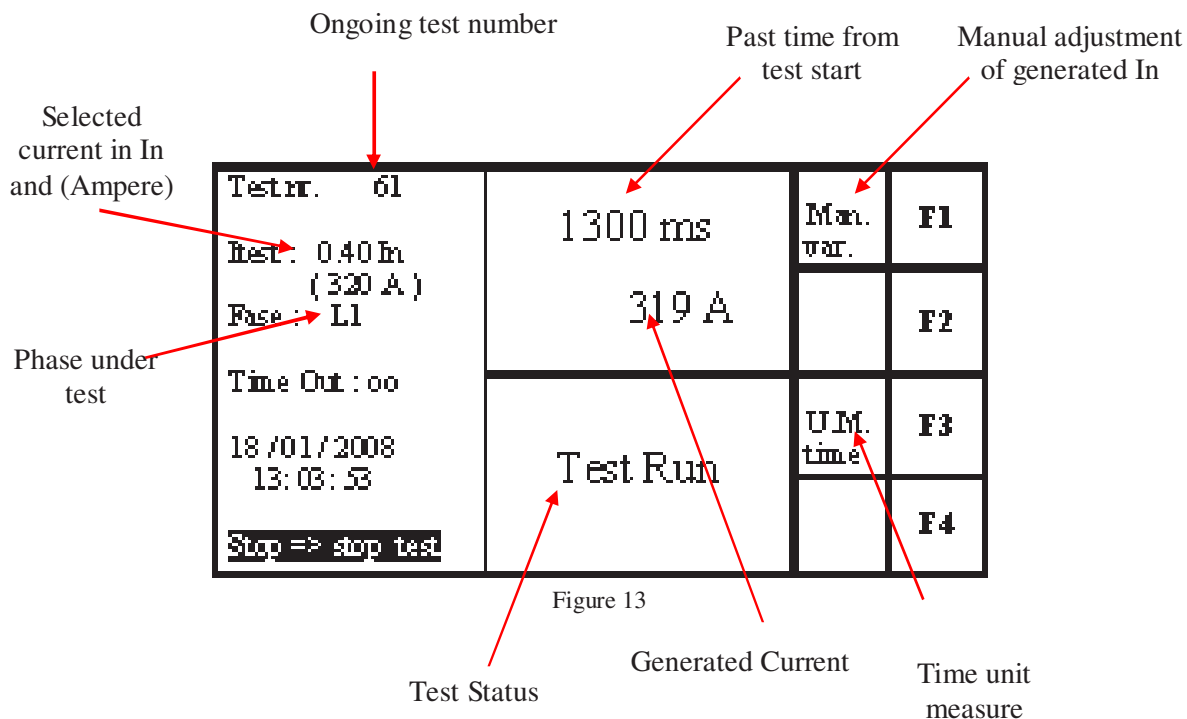 Ongoing test number
Past time from
test start
Manual adjustment
of generated In
Selected
current in In
and (Ampere)
Test nr. 61
Itest : 0.40 In
( 320 A )
Fase : L1
Time Out : oo
18 /01 / 2008
13: 03 : 53
Stop => stop test
1300 ms
319 A
Test Run
Man.
var.
F1
F2
U.M.
time
F3
F4
Phase under
test
Figure 13
Test Status
Generated Current
Time unit
measure